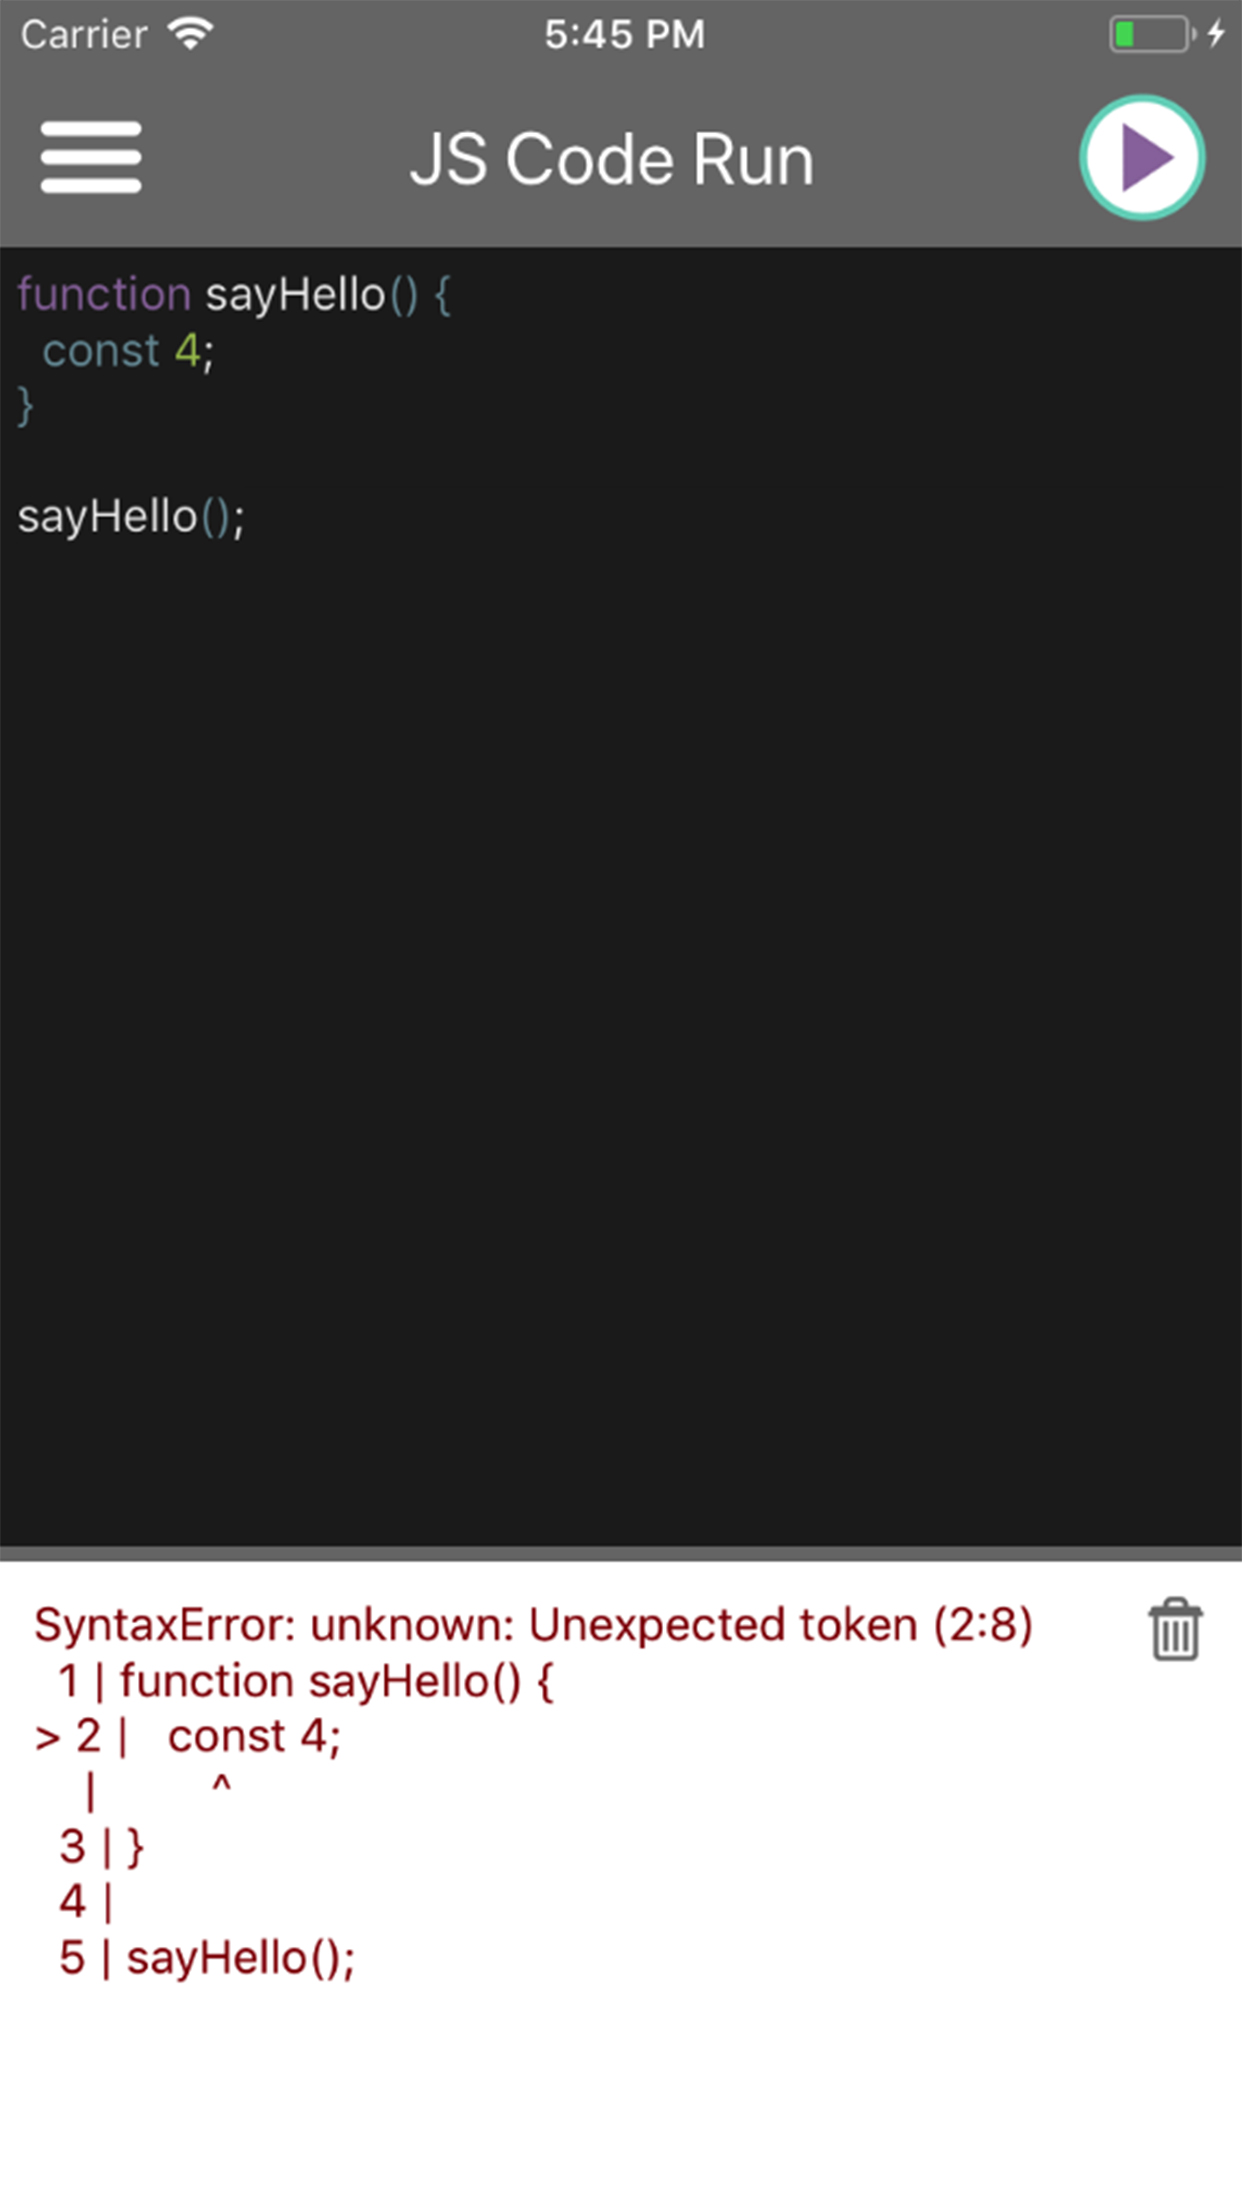 Carrier 5:45 PM
JS Code Run
function sayHello() {
  const 4;
}
sayHello();
SyntaxError: unknown: Unexpected token (2:8)
  1 | function sayHello() {
> 2 |   const 4;
    |         ^
  3 | }
  4 |
  5 | sayHello();